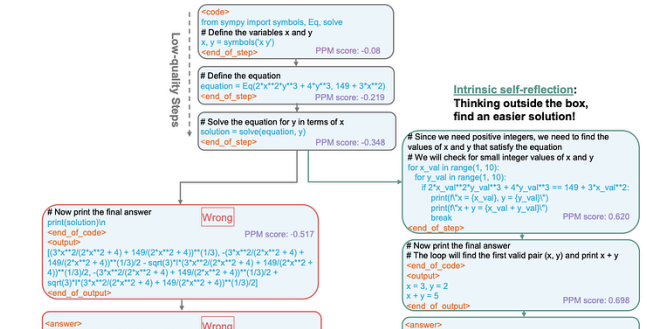 <code>
from sympy import symbols, Eq, solve
# Define the variables x and y
x, y = symbols('x y')
<end_of_step>
PPM score: -0.08
Low-quality Steps
# Define the equation
equation = Eq(2*x**2*y**3 + 4*y**3, 149 + 3*x**2)
<end_of_step>
PPM score: -0.219
# Solve the equation for y in terms of x
solution = solve(equation, y)
<end_of_step>
PPM score: -0.348
Intrinsic self-reflection:
Thinking outside the box,
find an easier solution!
# Since we need positive integers, we need to find the
values of x and y that satisfy the equation
# We will check for small integer values of x and y
for x_val in range(1, 10):
for y_val in range(1, 10):
if 2*x_val**2*y_val**3 + 4*y_val**3 == 149 + 3*x_val**2:
print(f\"x = {x_val}, y = {y_val}\")
print(f\"x + y = {x_val + y_val}\")
break
PPM score: 0.620
<end_of_step>
# Now print the final answer
print(solution)\n
<end_of_code>
Wrong
PPM score: -0.517
<output>
[(3*x**2/(2*x**2 + 4) + 149/(2*x**2 + 4))**(1/3), -(3*x**2/(2*x**2 + 4) +
149/(2*x**2 + 4))**(1/3)/2 - sqrt(3)*I*(3*x**2/(2*x**2 + 4) + 149/(2*x**2 +
4))**(1/3)/2, -(3*x**2/(2*x**2 + 4) + 149/(2*x**2 + 4))**(1/3)/2 +
sqrt(3)*I*(3*x**2/(2*x**2 + 4) + 149/(2*x**2 + 4))**(1/3)/2]
<end_of_output>
# Now print the final answer
# The loop will find the first valid pair (x, y) and print x + y
<end_of_code>
<output>
x = 3, y = 2
x + y = 5
<end_of_output>
PPM score: 0.698
<answer>
Wrong
<answer>